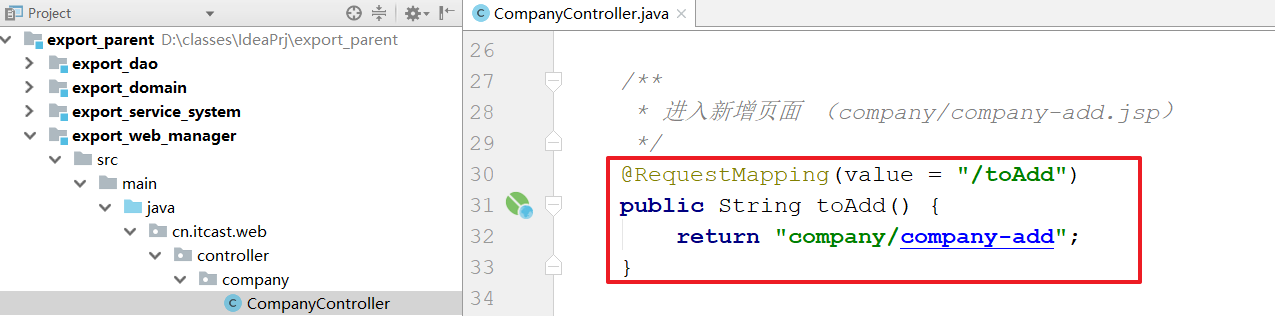 Project
export_parent D:\classes\IdeaPrj\export_parent
export_dao
export_domain
export_service_system
export_web_manager
src
main
java
cn.itcast.web
controller
company
CompanyController
CompanyController.java
26
27 /**
28 * 进入新增页面 （company/company-add.jsp）
29 */
30 @RequestMapping(value = "/toAdd")
31 public String toAdd() {
32 return "company/company-add";
33 }
34